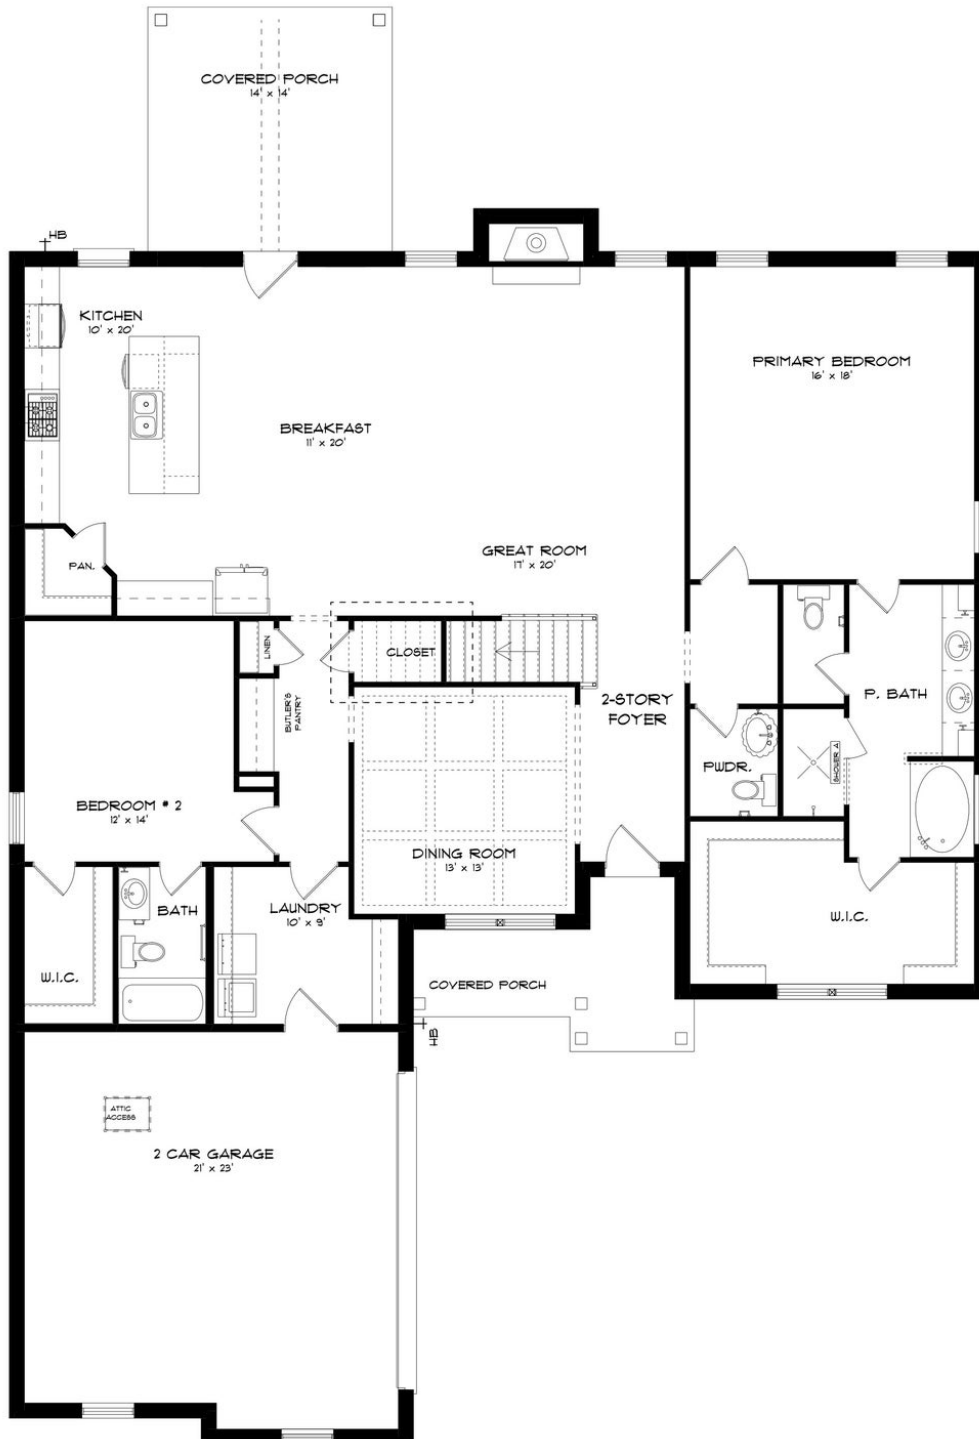 COVERED PORCH
14' x 14'
HB
KITCHEN
10' x 20'
PRIMARY BEDROOM
16' x 18'
BREAKFAST
11' x 20'
GREAT ROOM
17' x 20'
PAN.
LINEN
CLOSET
BUTLER'S
PANTRY
2-STORY
FOYER
P. BATH
PWDR.
SHOWER A
BEDROOM # 2
12' x 14'
DINING ROOM
13' x 13'
BATH
LAUNDRY
10' x 9'
W.I.C.
W.I.C.
COVERED PORCH
HB
ATTIC
ACCESS
2 CAR GARAGE
21' x 23'